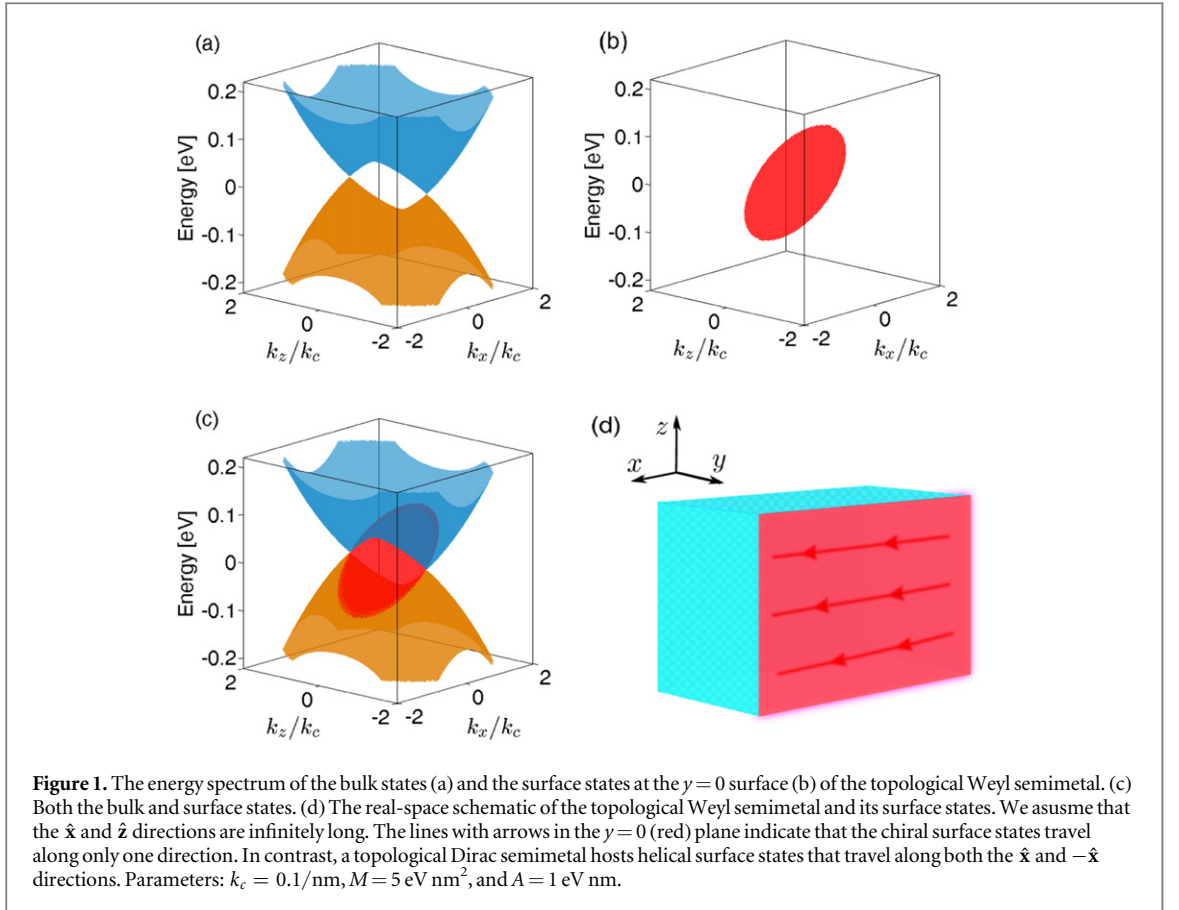 (a)
0.2
0.1
0
-0.1
-0.2
Energy [eV]
2
0
-2
-2
0
2
k_z/k_c
k_x/k_c
(b)
0.2
0.1
0
-0.1
-0.2
Energy [eV]
2
0
-2
-2
0
2
k_z/k_c
k_x/k_c
(c)
0.2
0.1
0
-0.1
-0.2
Energy [eV]
2
0
-2
-2
0
2
k_z/k_c
k_x/k_c
(d)
z
x
y
Figure 1. The energy spectrum of the bulk states (a) and the surface states at the y = 0 surface (b) of the topological Weyl semimetal. (c)
Both the bulk and surface states. (d) The real-space schematic of the topological Weyl semimetal and its surface states. We asusme that
the x̂ and ẑ directions are infinitely long. The lines with arrows in the y = 0 (red) plane indicate that the chiral surface states travel
along only one direction. In contrast, a topological Dirac semimetal hosts helical surface states that travel along both the x̂ and −x̂
directions. Parameters: k_c = 0.1/nm, M = 5 eV nm², and A = 1 eV nm.